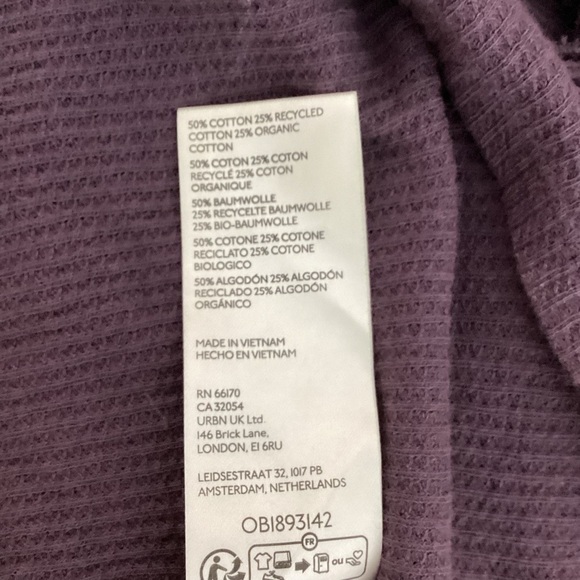 50% COTTON 25% RECYCLED
COTTON 25% ORGANIC
COTTON
50% COTON 25% COTON
RECYCLÉ 25% COTON
ORGANIQUE
50% BAUMWOLLE
25% RECYCELTE BAUMWOLLE
25% BIO-BAUMWOLLE
50% COTONE 25% COTONE
RECICLATO 25% COTONE
BIOLOGICO
50% ALGODÓN 25% ALGODÓN
RECICLADO 25% ALGODÓN
ORGÁNICO
MADE IN VIETNAM
HECHO EN VIETNAM
RN 66170
CA 32054
URBN UK Ltd.
146 Brick Lane,
LONDON, E1 6RU
LEIDSESTRAAT 32, 1017 PB
AMSTERDAM, NETHERLANDS
OB1893142
FR
OU